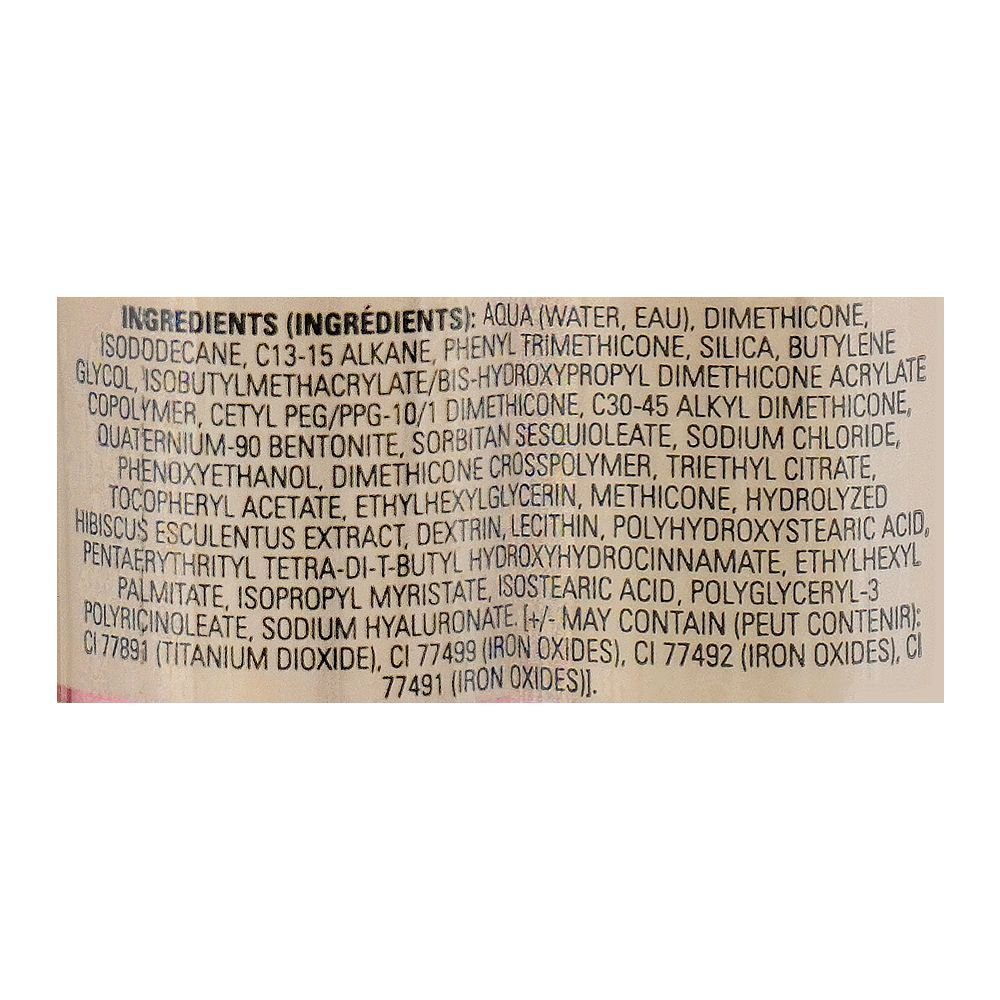 INGREDIENTS (INGRÉDIENTS): AQUA (WATER, EAU), DIMETHICONE,
ISODODECANE, C13-15 ALKANE, PHENYL TRIMETHICONE, SILICA, BUTYLENE
GLYCOL, ISOBUTYLMETHACRYLATE/BIS-HYDROXYPROPYL DIMETHICONE ACRYLATE
COPOLYMER, CETYL PEG/PPG-10/1 DIMETHICONE, C30-45 ALKYL DIMETHICONE,
QUATERNIUM-90 BENTONITE, SORBITAN SESQUIOLEATE, SODIUM CHLORIDE,
PHENOXYETHANOL, DIMETHICONE CROSSPOLYMER, TRIETHYL CITRATE,
TOCOPHERYL ACETATE, ETHYLHEXYLGLYCERIN, METHICONE, HYDROLYZED
HIBISCUS ESCULENTUS EXTRACT, DEXTRIN, LECITHIN, POLYHYDROXYSTEARIC ACID,
PENTAERYTHRITYL TETRA-DI-T-BUTYL HYDROXYHYDROCINNAMATE, ETHYLHEXYL
PALMITATE, ISOPROPYL MYRISTATE, ISOSTEARIC ACID, POLYGLYCERYL-3
POLYRICINOLEATE, SODIUM HYALURONATE. [+/- MAY CONTAIN (PEUT CONTENIR):
CI 77891 (TITANIUM DIOXIDE), CI 77499 (IRON OXIDES), CI 77492 (IRON OXIDES), CI
77491 (IRON OXIDES)].